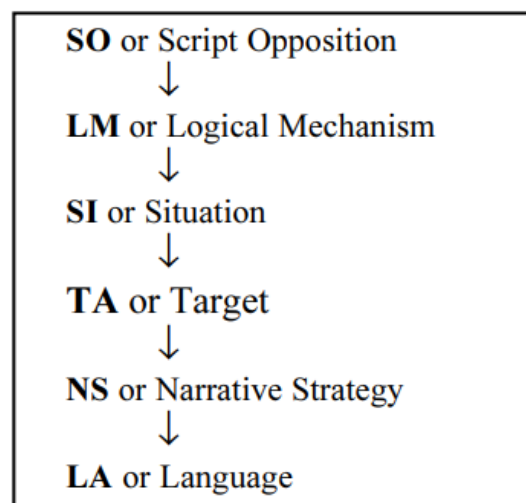 SO or Script Opposition
↓
LM or Logical Mechanism
↓
SI or Situation
↓
TA or Target
↓
NS or Narrative Strategy
↓
LA or Language